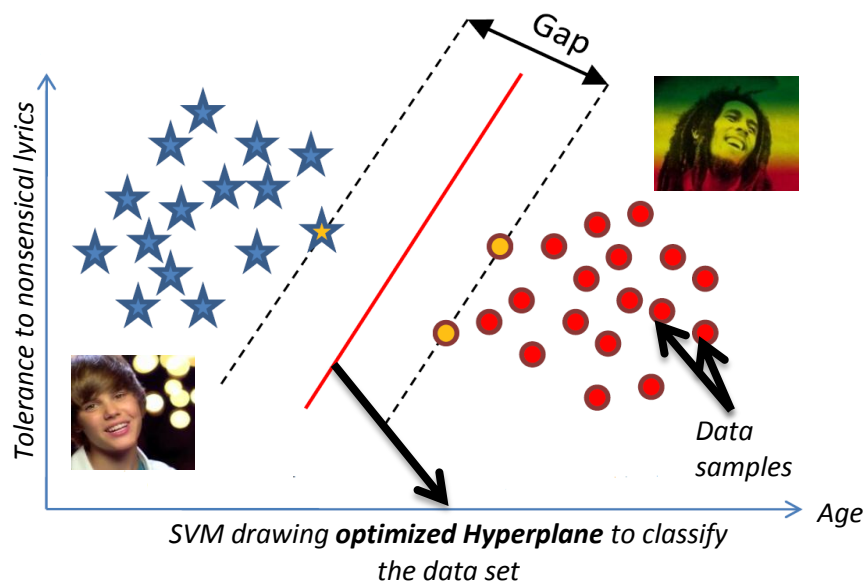 Gap
Tolerance to nonsensical lyrics
Data
samples
Age
SVM drawing optimized Hyperplane to classify
the data set